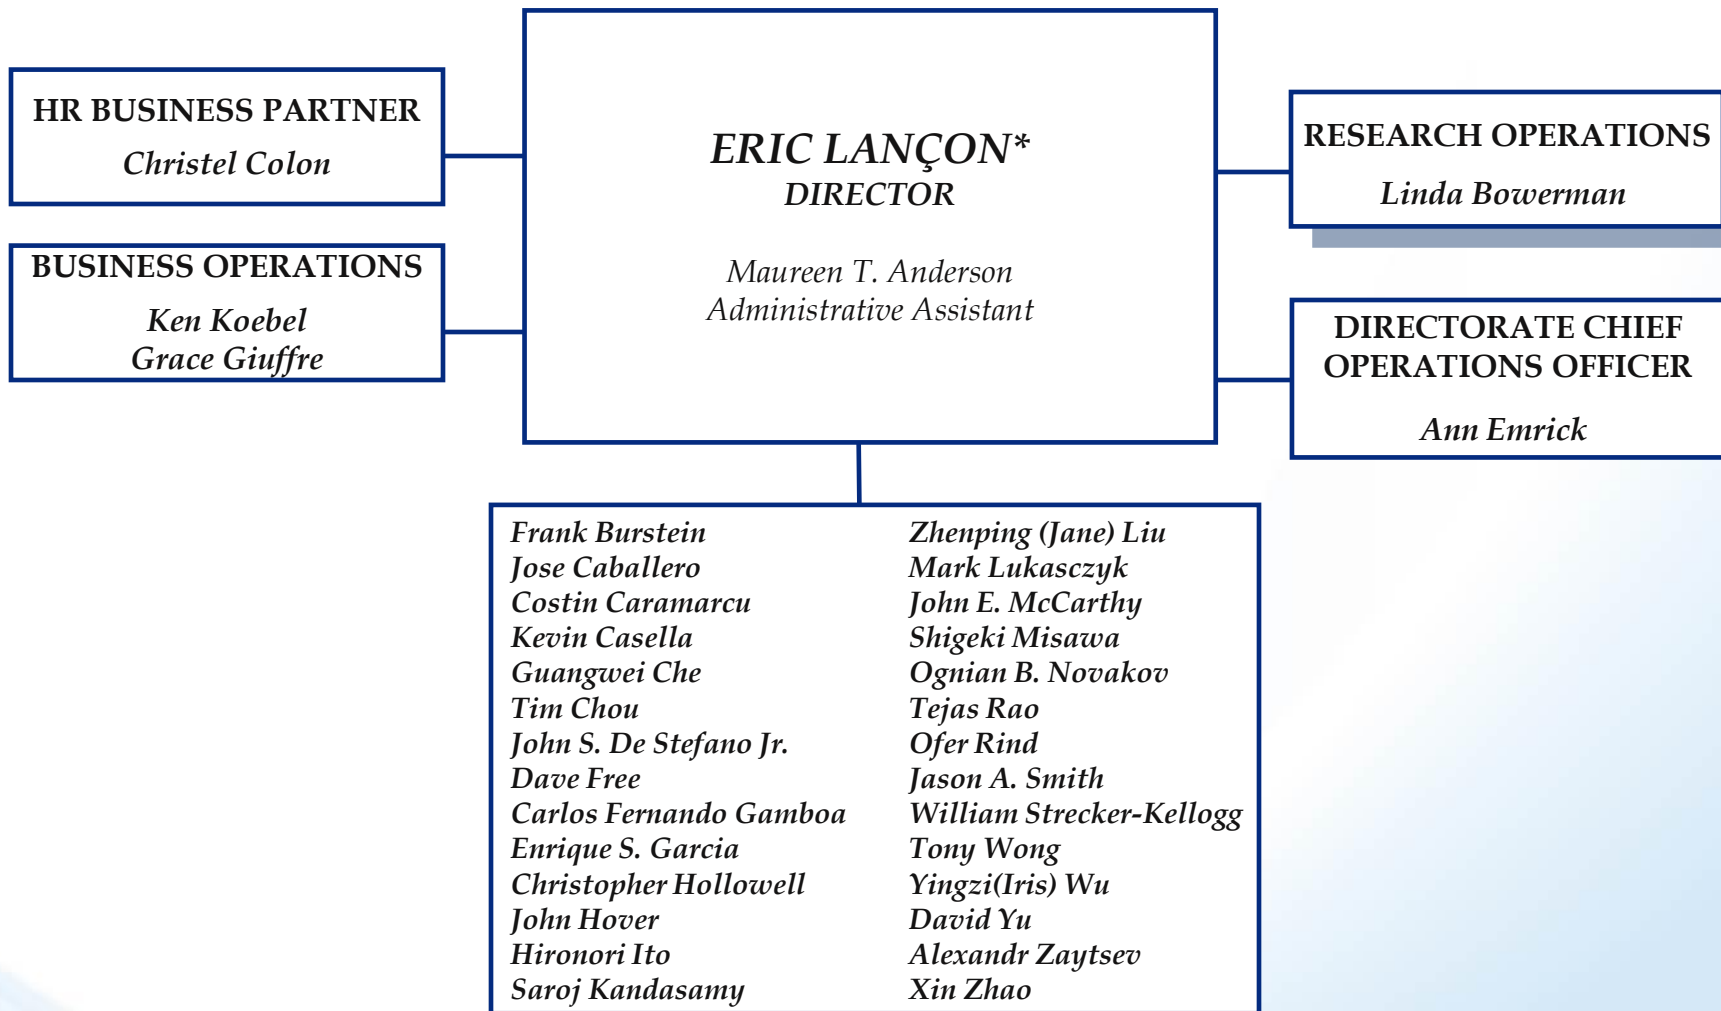 HR BUSINESS PARTNER
Christel Colon
BUSINESS OPERATIONS
Ken Koebel
Grace Giuffre
ERIC LANÇON*
DIRECTOR
Maureen T. Anderson
Administrative Assistant
RESEARCH OPERATIONS
Linda Bowerman
DIRECTORATE CHIEF
OPERATIONS OFFICER
Ann Emrick
Frank Burstein
Jose Caballero
Costin Caramarcu
Kevin Casella
Guangwei Che
Tim Chou
John S. De Stefano Jr.
Dave Free
Carlos Fernando Gamboa
Enrique S. Garcia
Christopher Hollowell
John Hover
Hironori Ito
Saroj Kandasamy
Zhenping (Jane) Liu
Mark Lukasczyk
John E. McCarthy
Shigeki Misawa
Ognian B. Novakov
Tejas Rao
Ofer Rind
Jason A. Smith
William Strecker-Kellogg
Tony Wong
Yingzi(Iris) Wu
David Yu
Alexandr Zaytsev
Xin Zhao